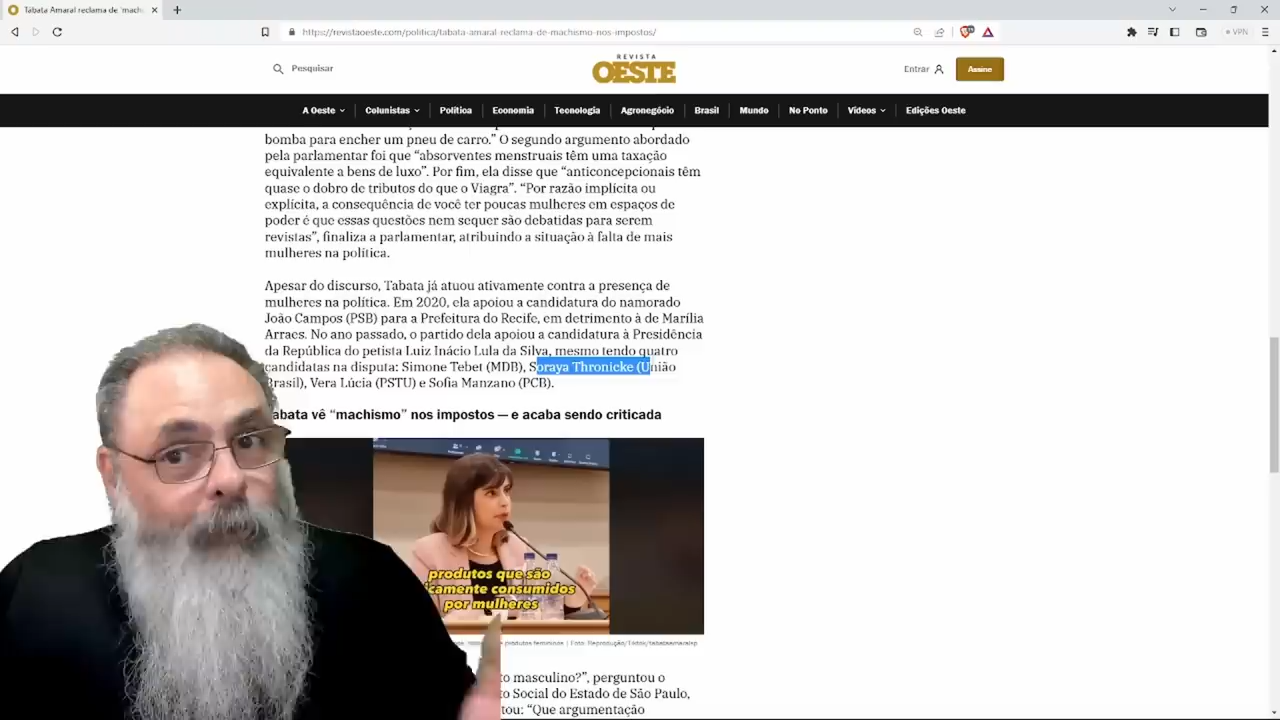 Tabata Amaral reclama de 'mach
https://revistaoeste.com/politica/tabata-amaral-reclama-de-machismo-nos-impostos/
VPN
Pesquisar
REVISTA
OESTE
Entrar
Assine
A Oeste
Colunistas
Política
Economia
Tecnologia
Agronegócio
Brasil
Mundo
No Ponto
Vídeos
Edições Oeste
bomba para encher um pneu de carro.” O segundo argumento abordado
pela parlamentar foi que “absorventes menstruais têm uma taxação
equivalente a bens de luxo”. Por fim, ela disse que “anticoncepcionais têm
quase o dobro de tributos do que o Viagra”. “Por razão implícita ou
explícita, a consequência de você ter poucas mulheres em espaços de
poder é que essas questões nem sequer são debatidas para serem
revistas”, finaliza a parlamentar, atribuindo a situação à falta de mais
mulheres na política.
Apesar do discurso, Tabata já atuou ativamente contra a presença de
mulheres na política. Em 2020, ela apoiou a candidatura do namorado
João Campos (PSB) para a Prefeitura do Recife, em detrimento à de Marília
Arraes. No ano passado, o partido dela apoiou a candidatura à Presidência
da República do petista Luiz Inácio Lula da Silva, mesmo tendo quatro
candidatas na disputa: Simone Tebet (MDB), Soraya Thronicke (União
Brasil), Vera Lúcia (PSTU) e Sofia Manzano (PCB).
abata vê “machismo” nos impostos — e acaba sendo criticada
produtos que são
icamente consumidos
por mulheres
produtos femininos | Foto: Reprodução/Tiktok/tabataamaralsp
to masculino?”, perguntou o
to Social do Estado de São Paulo,
tou: “Que argumentação